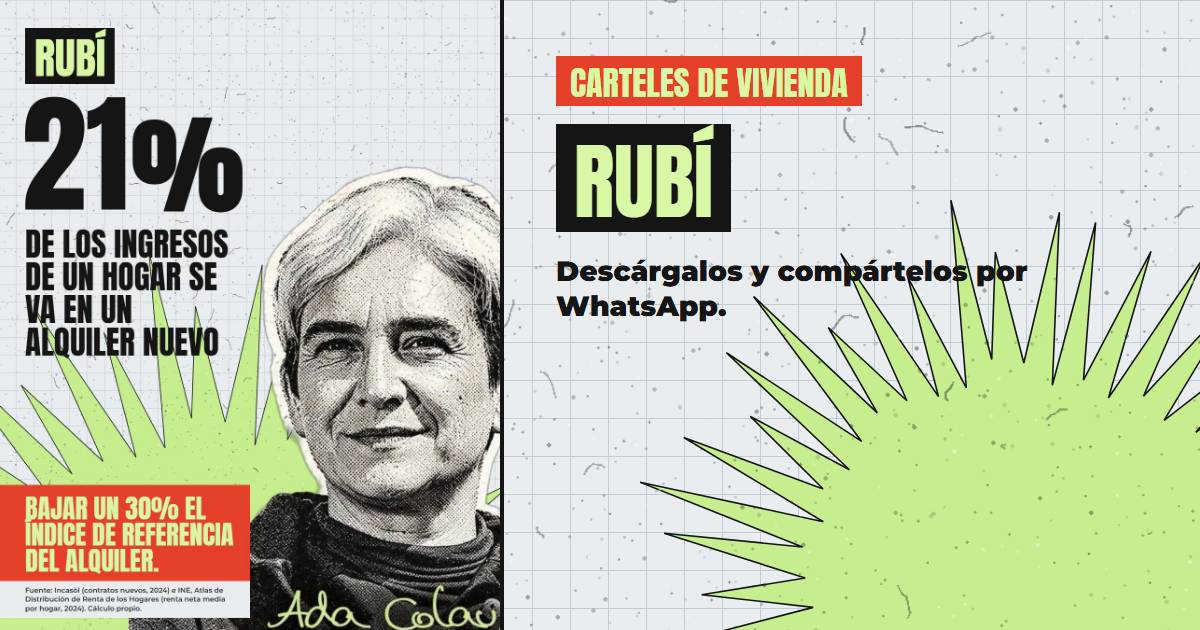 RUBÍ
21%
DE LOS INGRESOS
DE UN HOGAR SE
VA EN UN
ALQUILER NUEVO
BAJAR UN 30% EL
ÍNDICE DE REFERENCIA
DEL ALQUILER.
Fuente: Incasòl (contratos nuevos, 2024) e INE, Atlas de
Distribución de Renta de los Hogares (renta neta media
por hogar, 2024). Cálculo propio.
Ada Colau
CARTELES DE VIVIENDA
RUBÍ
Descárgalos y compártelos por
WhatsApp.